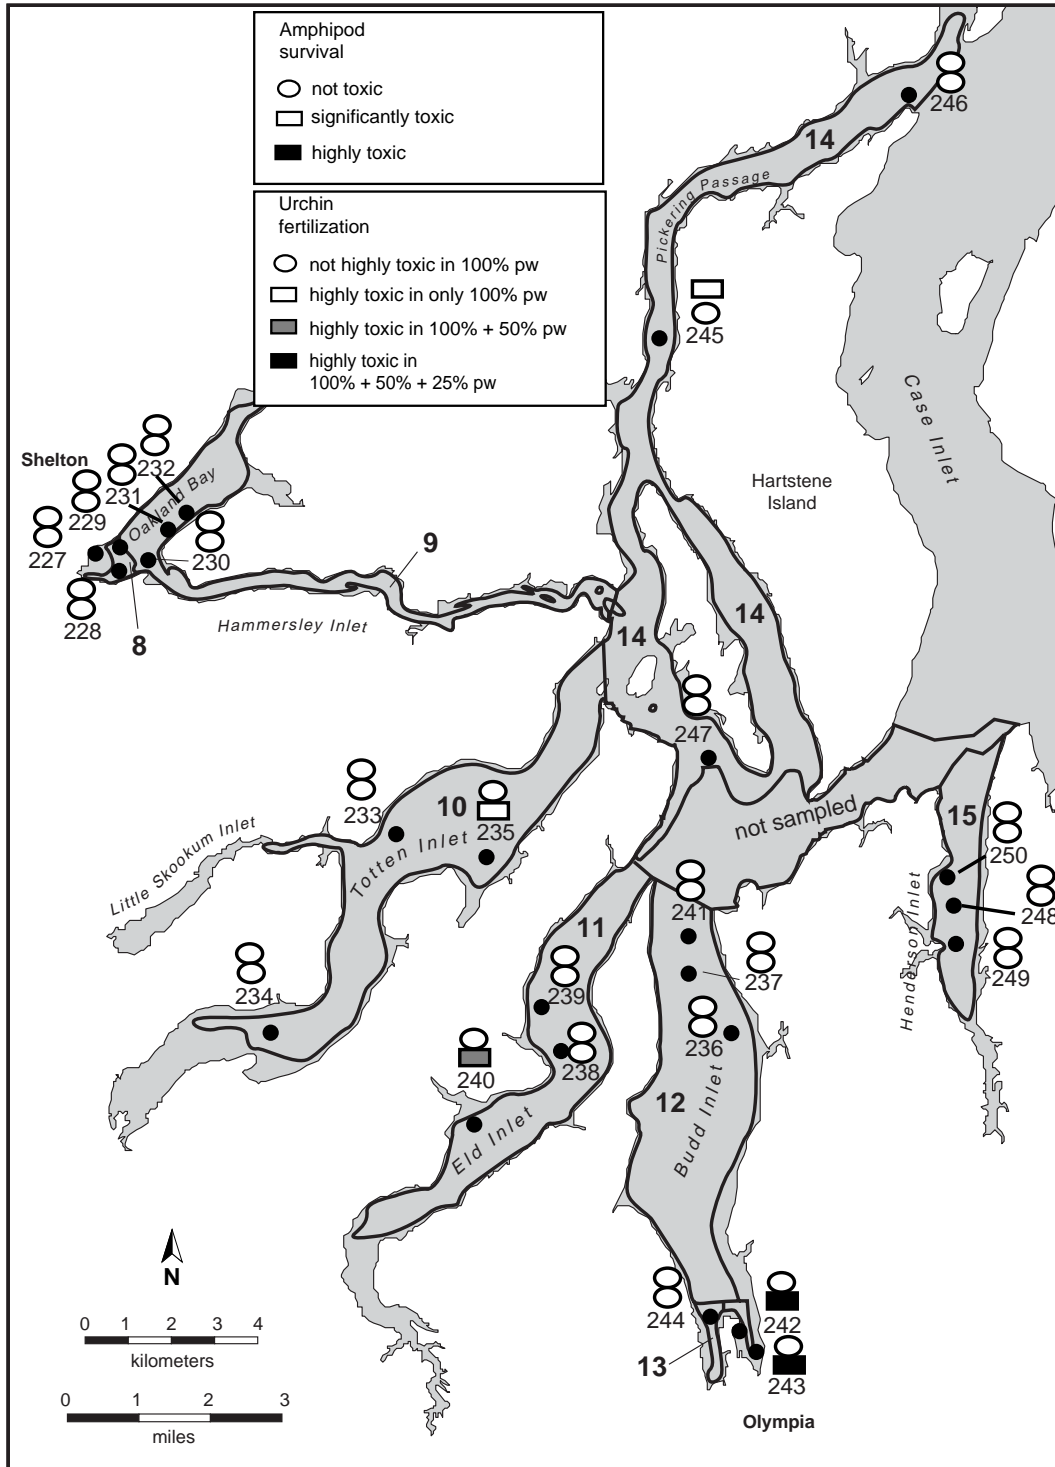 Amphipod
survival
not toxic
significantly toxic
highly toxic
Urchin
fertilization
not highly toxic in 100% pw
highly toxic in only 100% pw
highly toxic in 100% + 50% pw
highly toxic in
100% + 50% + 25% pw
246
14
Pickering Passage
245
Case Inlet
Hartstene
Island
Shelton
232
231
229
Oakland Bay
227
230
228
8
9
Hammersley Inlet
14
14
247
233
10
235
Totten Inlet
Little Skookum Inlet
234
not sampled
15
250
248
249
Henderson Inlet
241
237
236
11
239
238
240
Eld Inlet
12
Budd Inlet
244
242
243
13
Olympia
N
0 1 2 3 4
kilometers
0 1 2 3
miles